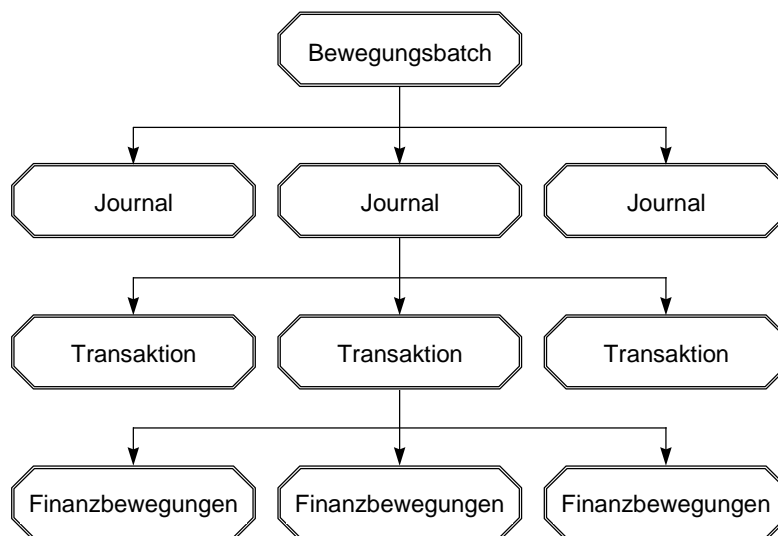 Bewegungsbatch
Journal
Journal
Journal
Transaktion
Transaktion
Transaktion
Finanzbewegungen
Finanzbewegungen
Finanzbewegungen